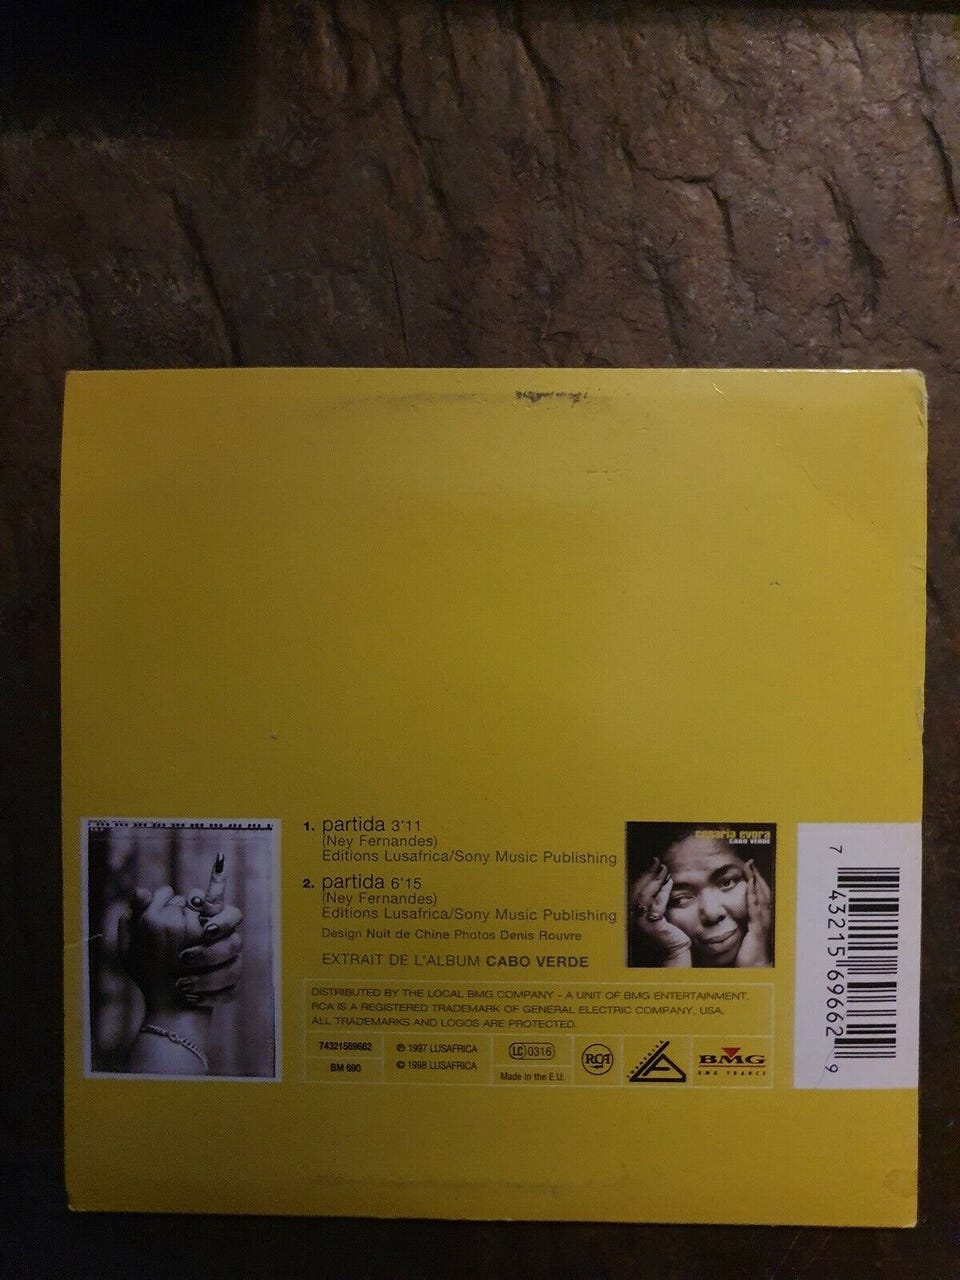 1. partida 3'11
(Ney Fernandes)
Editions Lusafrica/Sony Music Publishing
2. partida 6'15
(Ney Fernandes)
Editions Lusafrica/Sony Music Publishing
Design Nuit de Chine Photos Denis Rouvre
EXTRAIT DE L'ALBUM CABO VERDE
cesaria evora
CABO VERDE
DISTRIBUTED BY THE LOCAL BMG COMPANY - A UNIT OF BMG ENTERTAINMENT.
RCA IS A REGISTERED TRADEMARK OF GENERAL ELECTRIC COMPANY, USA.
ALL TRADEMARKS AND LOGOS ARE PROTECTED.
74321569662
BM 690
℗ 1997 LUSAFRICA
© 1998 LUSAFRICA
LC 0316
Made in the E.U.
RCA
LUSAFRICA
BMG
BMG FRANCE
7 43215 69662 9